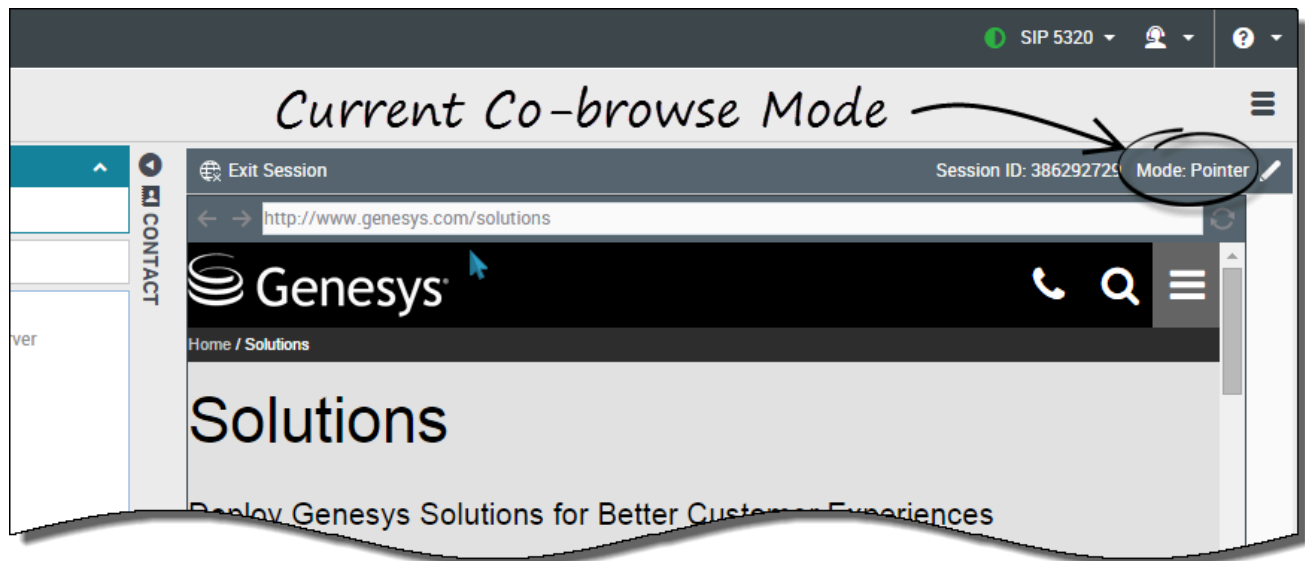 SIP 5320
?
Current Co-browse Mode
Exit Session
Session ID: 386292729 Mode: Pointer
CONTACT
http://www.genesys.com/solutions
Genesys
ver
Home / Solutions
Solutions
Deploy Genesys Solutions for Better Customer Experiences